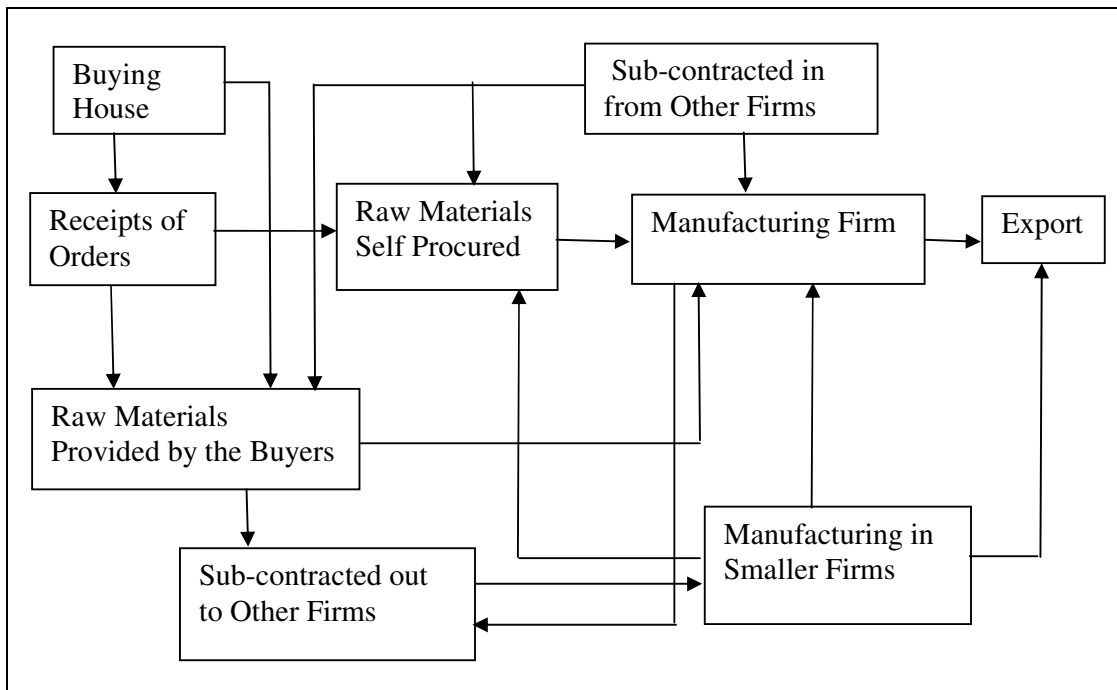 Buying
House
Sub-contracted in
from Other Firms
Receipts of
Orders
Raw Materials
Self Procured
Manufacturing Firm
Export
Raw Materials
Provided by the Buyers
Sub-contracted out
to Other Firms
Manufacturing in
Smaller Firms